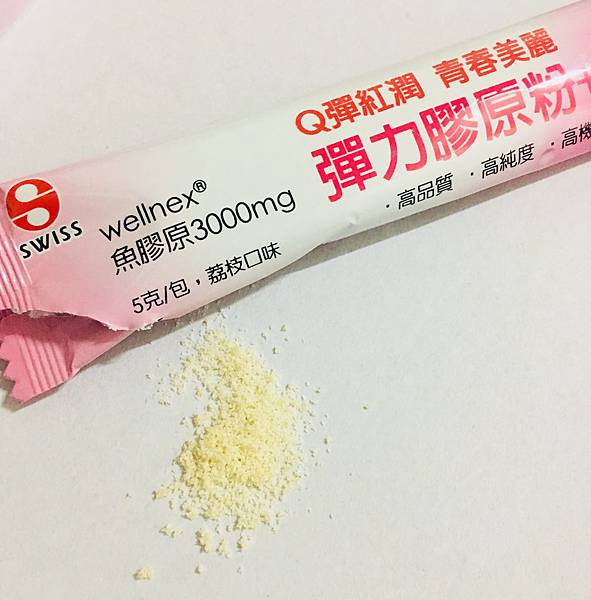 SWISS
Q彈紅潤 青春美麗
彈力膠原粉+
wellnex®
魚膠原3000mg
·高品質 ·高純度 ·高機
5克/包，荔枝口味